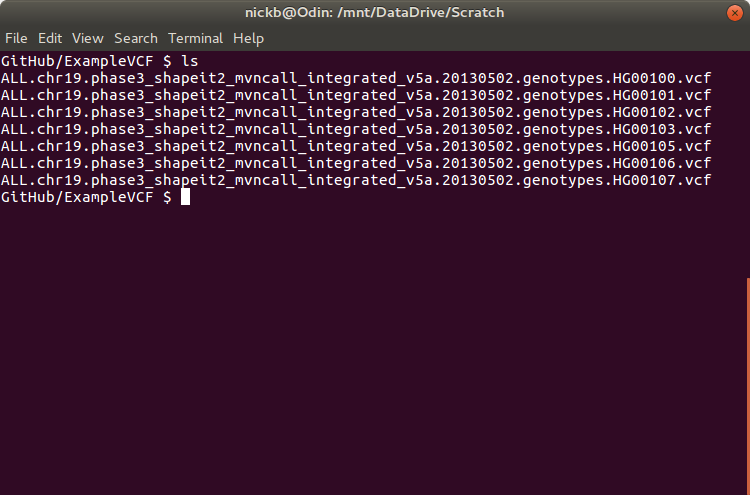 nickb@Odin: /mnt/DataDrive/Scratch
File Edit View Search Terminal Help
GitHub/ExampleVCF $ ls
ALL.chr19.phase3_shapeit2_mvncall_integrated_v5a.20130502.genotypes.HG00100.vcf
ALL.chr19.phase3_shapeit2_mvncall_integrated_v5a.20130502.genotypes.HG00101.vcf
ALL.chr19.phase3_shapeit2_mvncall_integrated_v5a.20130502.genotypes.HG00102.vcf
ALL.chr19.phase3_shapeit2_mvncall_integrated_v5a.20130502.genotypes.HG00103.vcf
ALL.chr19.phase3_shapeit2_mvncall_integrated_v5a.20130502.genotypes.HG00105.vcf
ALL.chr19.phase3_shapeit2_mvncall_integrated_v5a.20130502.genotypes.HG00106.vcf
ALL.chr19.phase3_shapeit2_mvncall_integrated_v5a.20130502.genotypes.HG00107.vcf
GitHub/ExampleVCF $